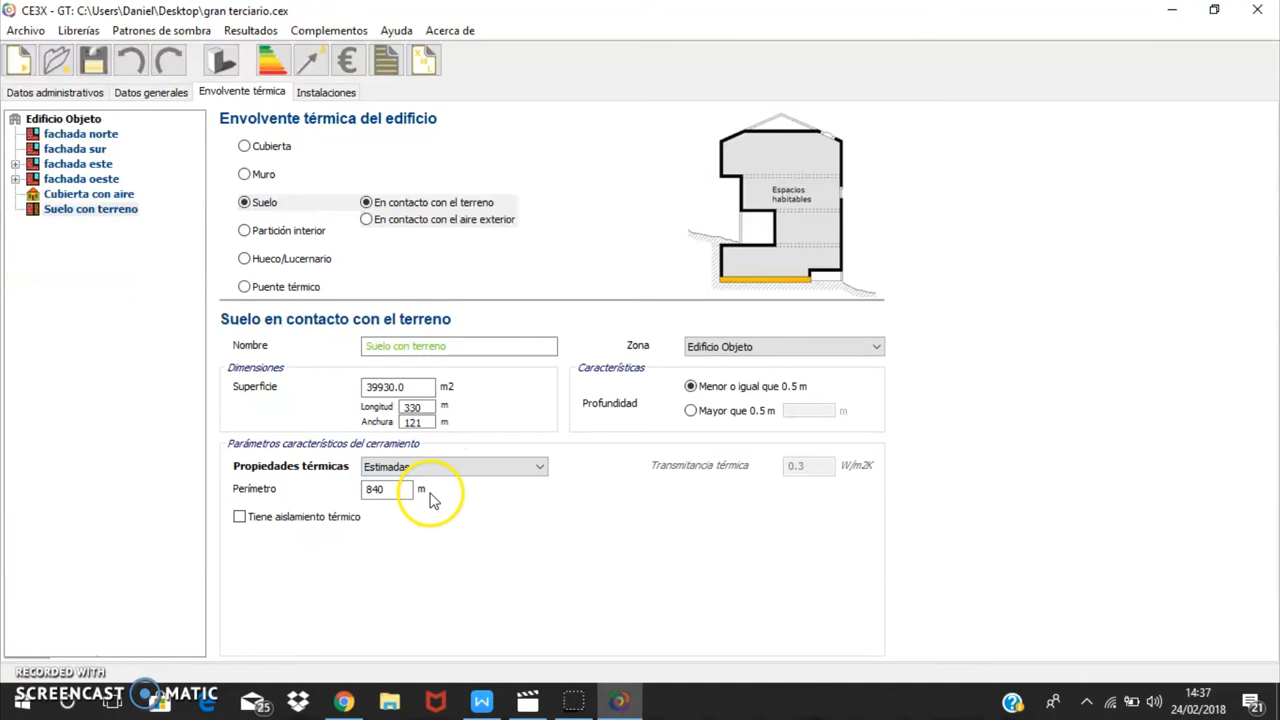 CE3X - GT: C:\Users\Daniel\Desktop\gran terciario.cex
Archivo Librerías Patrones de sombra Resultados Complementos Ayuda Acerca de
Datos administrativos Datos generales Envolvente térmica Instalaciones
Edificio Objeto
fachada norte
fachada sur
fachada este
fachada oeste
Cubierta con aire
Suelo con terreno
Envolvente térmica del edificio
Cubierta
Muro
Suelo En contacto con el terreno
En contacto con el aire exterior
Partición interior
Hueco/Lucernario
Puente térmico
Espacios
habitables
Suelo en contacto con el terreno
Nombre Suelo con terreno Zona Edificio Objeto
Dimensiones Características
Superficie 39930.0 m2 Menor o igual que 0.5 m
Longitud 330 m Profundidad
Anchura 121 m Mayor que 0.5 m m
Parámetros característicos del cerramiento
Propiedades térmicas Estimadas Transmitancia térmica 0.3 W/m2K
Perímetro 840 m
Tiene aislamiento térmico
RECORDED WITH
SCREENCAST MATIC
25
14:37
24/02/2018
21